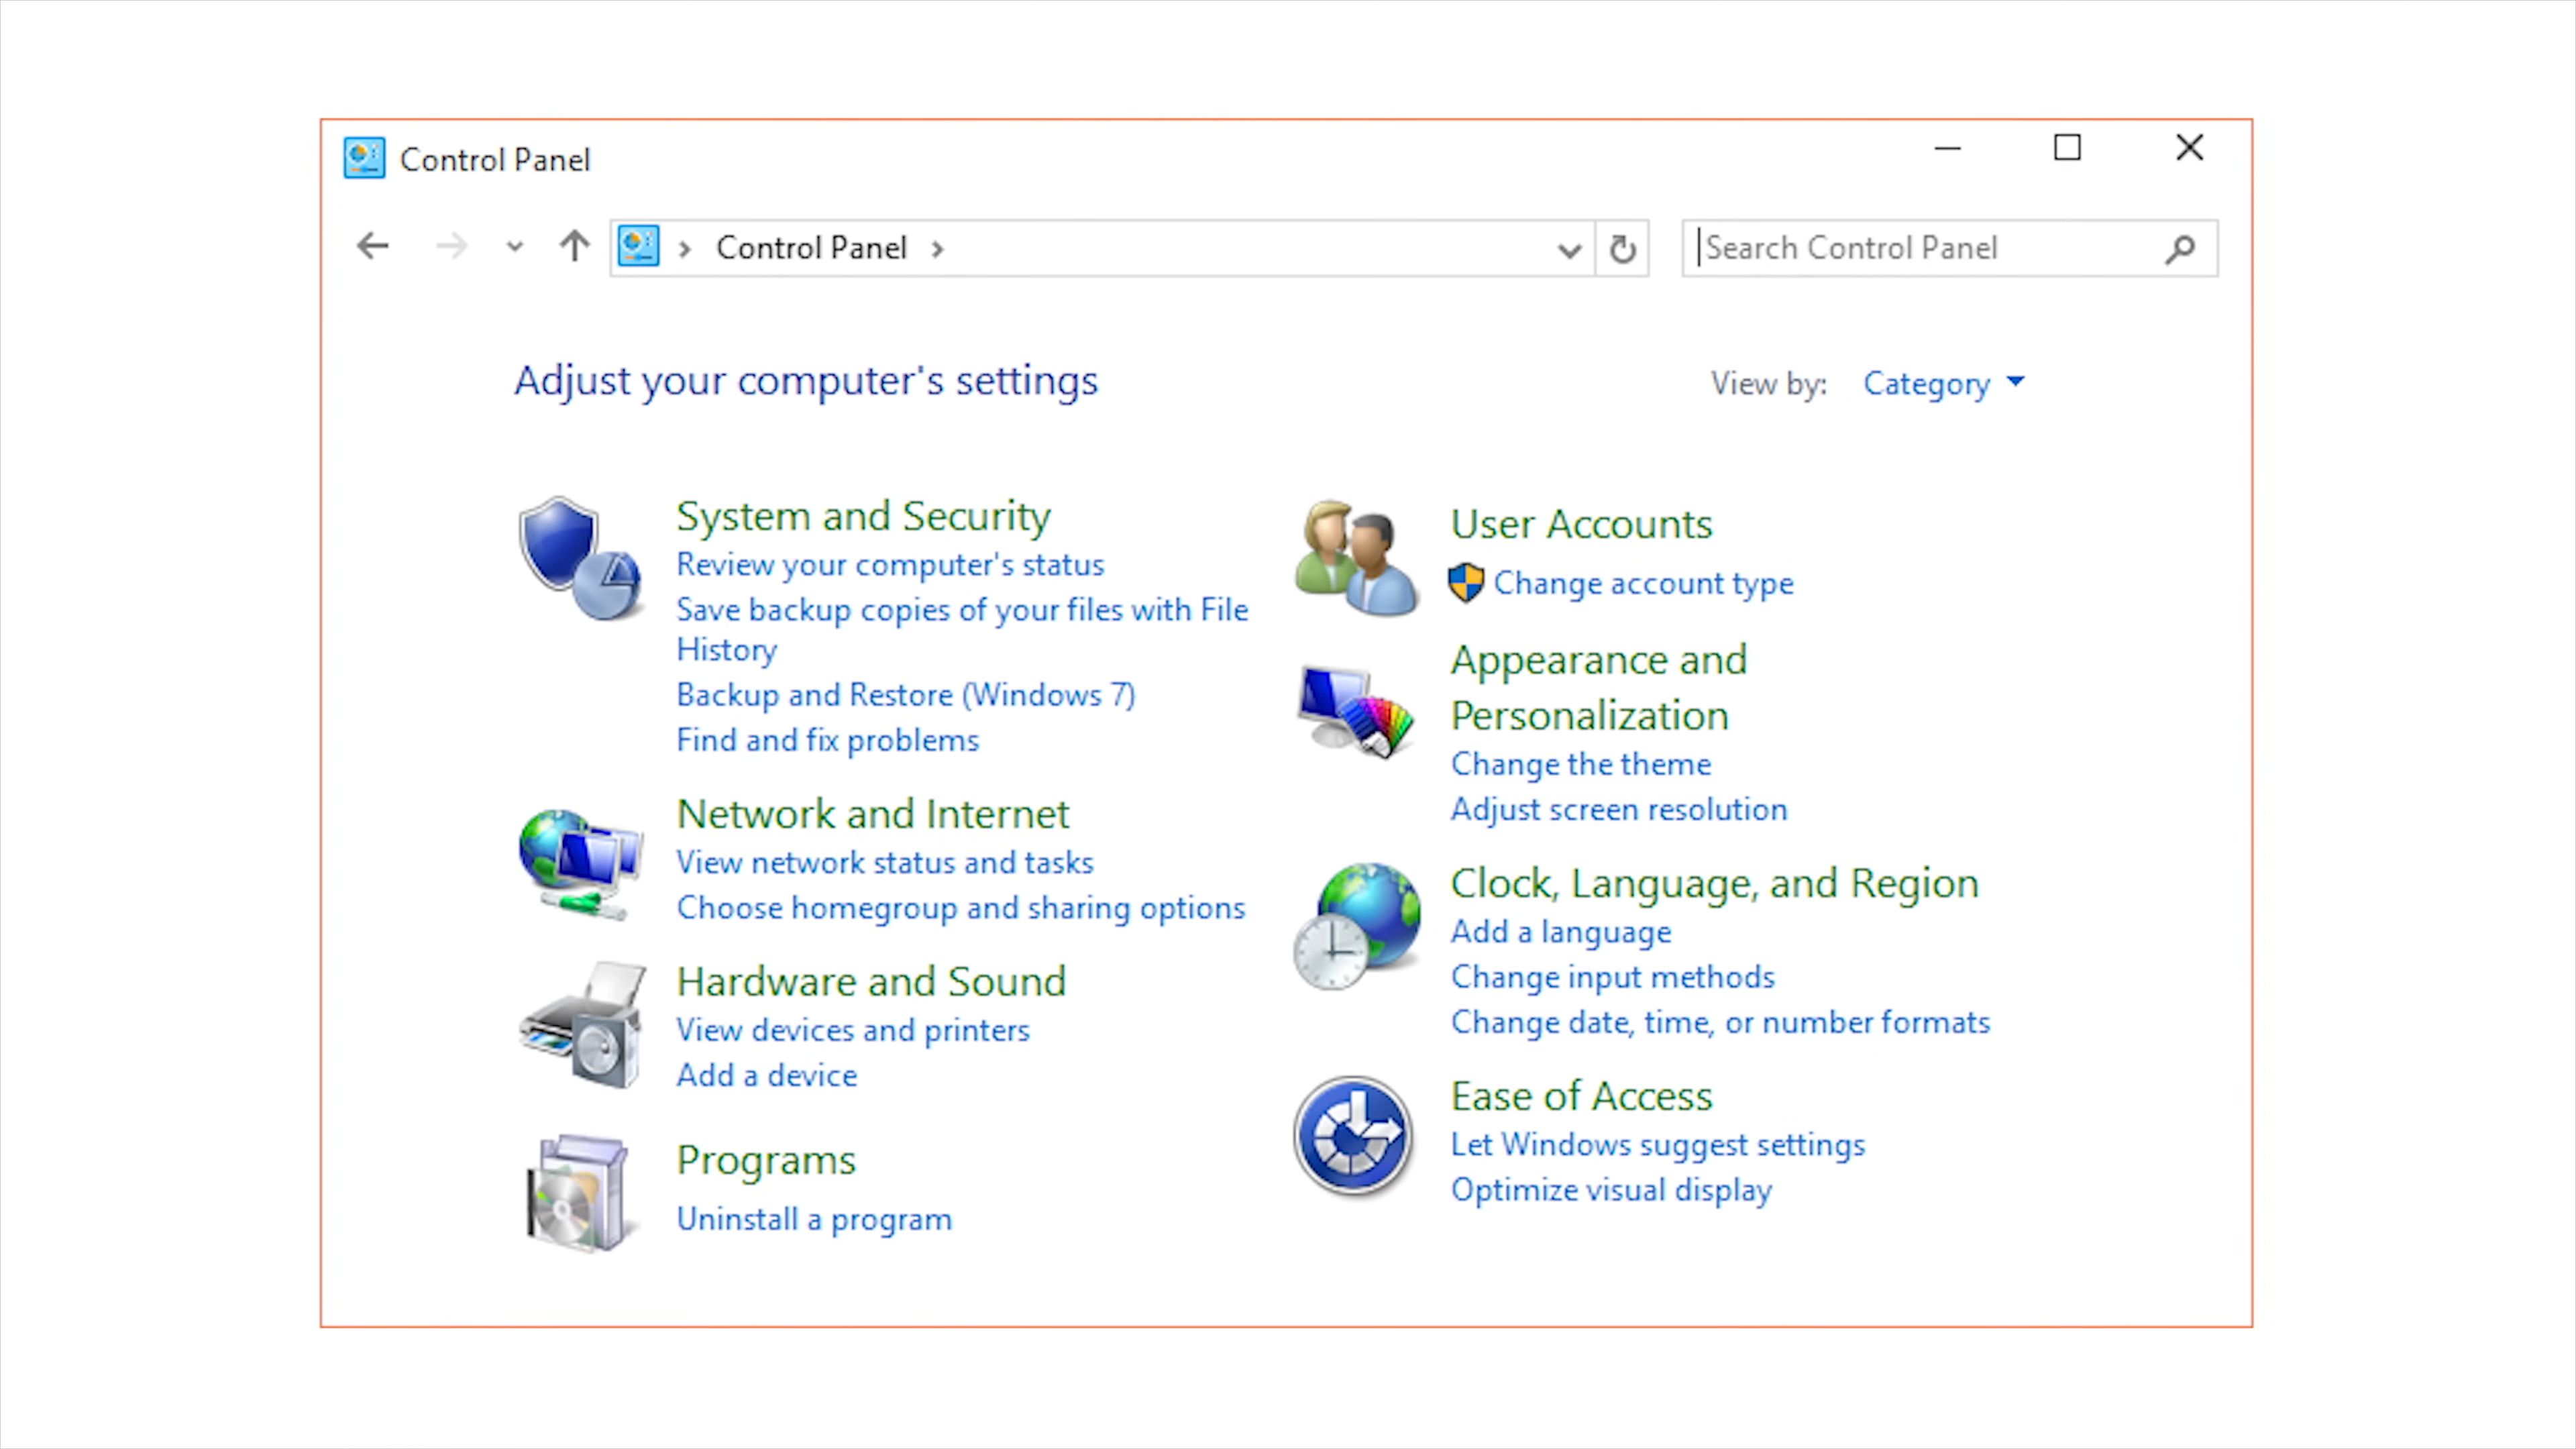 Control Panel
Control Panel
Search Control Panel
Adjust your computer's settings
View by: Category
System and Security
Review your computer's status
Save backup copies of your files with File
History
Backup and Restore (Windows 7)
Find and fix problems
Network and Internet
View network status and tasks
Choose homegroup and sharing options
Hardware and Sound
View devices and printers
Add a device
Programs
Uninstall a program
User Accounts
Change account type
Appearance and
Personalization
Change the theme
Adjust screen resolution
Clock, Language, and Region
Add a language
Change input methods
Change date, time, or number formats
Ease of Access
Let Windows suggest settings
Optimize visual display